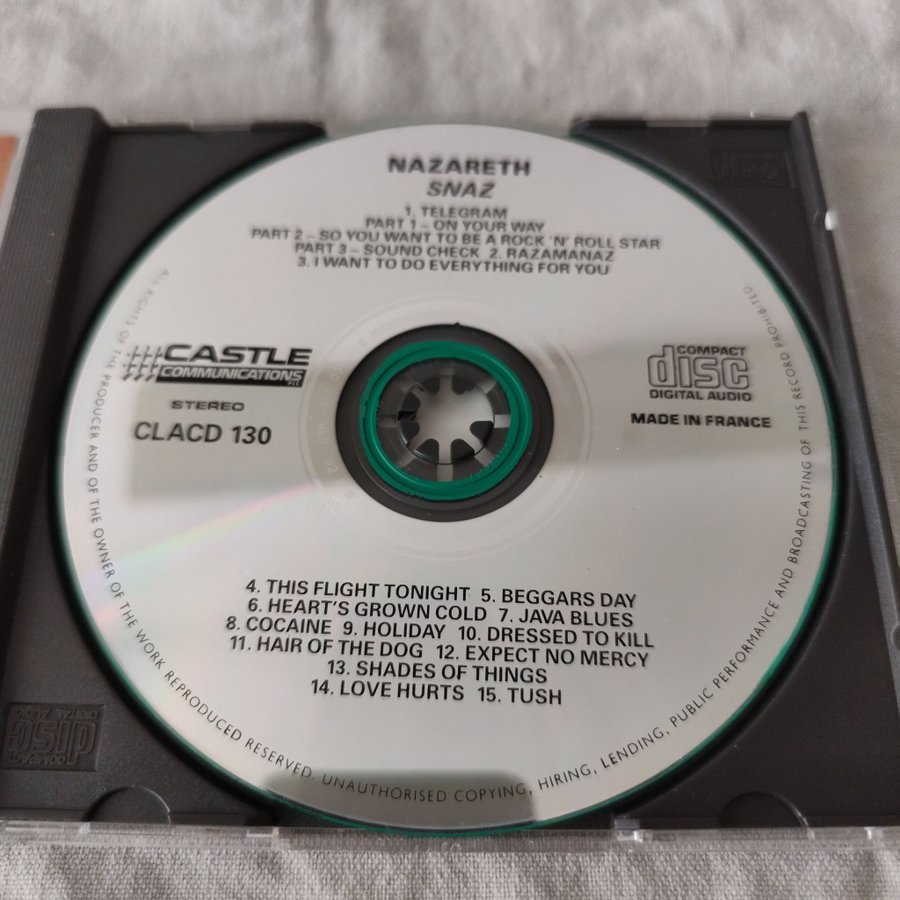 NAZARETH
SNAZ
1. TELEGRAM
PART 1 – ON YOUR WAY
PART 2 – SO YOU WANT TO BE A ROCK 'N' ROLL STAR
PART 3 – SOUND CHECK 2. RAZAMANAZ
3. I WANT TO DO EVERYTHING FOR YOU
CASTLE
COMMUNICATIONS
PLC
STEREO
CLACD 130
COMPACT
disc
DIGITAL AUDIO
MADE IN FRANCE
4. THIS FLIGHT TONIGHT 5. BEGGARS DAY
6. HEART'S GROWN COLD 7. JAVA BLUES
8. COCAINE 9. HOLIDAY 10. DRESSED TO KILL
11. HAIR OF THE DOG 12. EXPECT NO MERCY
13. SHADES OF THINGS
14. LOVE HURTS 15. TUSH
ALL RIGHTS OF THE PRODUCER AND OF THE OWNER OF THE WORK REPRODUCED RESERVED. UNAUTHORISED COPYING, HIRING, LENDING, PUBLIC PERFORMANCE AND BROADCASTING OF THIS RECORD PROHIBITED
COMPACT
disc
DIGITAL AUDIO